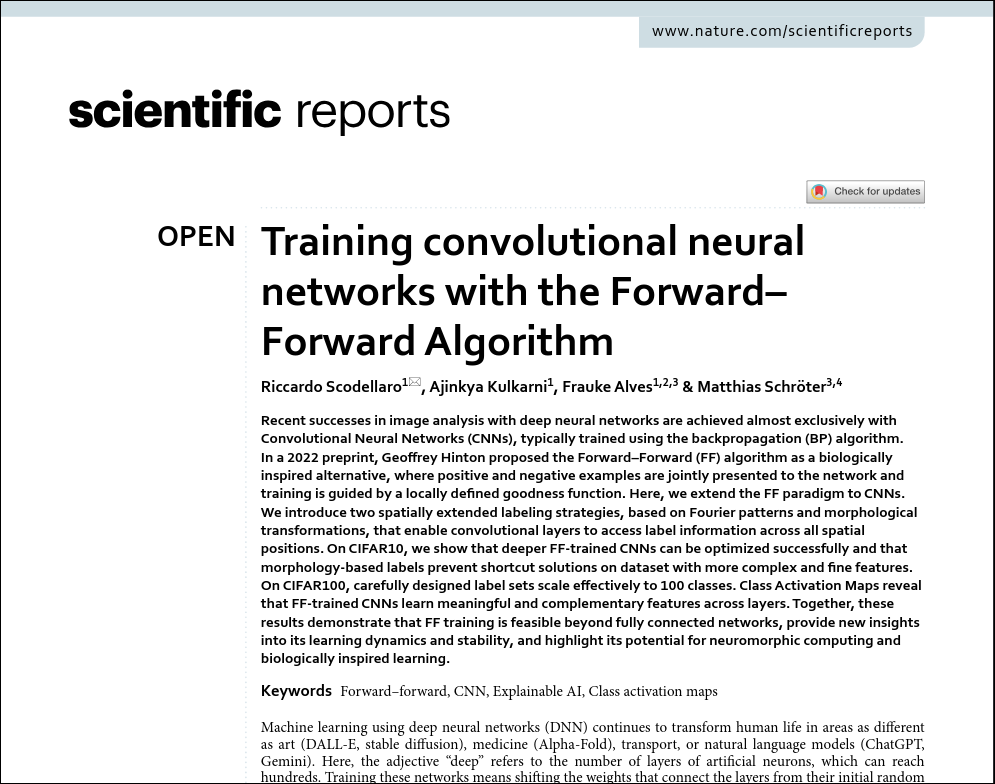 www.nature.com/scientificreports
scientific reports
Check for updates
OPEN
Training convolutional neural
networks with the Forward–
Forward Algorithm
Riccardo Scodellaro1✉, Ajinkya Kulkarni1, Frauke Alves1,2,3 & Matthias Schröter3,4
Recent successes in image analysis with deep neural networks are achieved almost exclusively with
Convolutional Neural Networks (CNNs), typically trained using the backpropagation (BP) algorithm.
In a 2022 preprint, Geoffrey Hinton proposed the Forward–Forward (FF) algorithm as a biologically
inspired alternative, where positive and negative examples are jointly presented to the network and
training is guided by a locally defined goodness function. Here, we extend the FF paradigm to CNNs.
We introduce two spatially extended labeling strategies, based on Fourier patterns and morphological
transformations, that enable convolutional layers to access label information across all spatial
positions. On CIFAR10, we show that deeper FF-trained CNNs can be optimized successfully and that
morphology-based labels prevent shortcut solutions on dataset with more complex and fine features.
On CIFAR100, carefully designed label sets scale effectively to 100 classes. Class Activation Maps reveal
that FF-trained CNNs learn meaningful and complementary features across layers. Together, these
results demonstrate that FF training is feasible beyond fully connected networks, provide new insights
into its learning dynamics and stability, and highlight its potential for neuromorphic computing and
biologically inspired learning.
Keywords Forward–forward, CNN, Explainable AI, Class activation maps
Machine learning using deep neural networks (DNN) continues to transform human life in areas as different
as art (DALL-E, stable diffusion), medicine (Alpha-Fold), transport, or natural language models (ChatGPT,
Gemini). Here, the adjective “deep” refers to the number of layers of artificial neurons, which can reach
hundreds. Training these networks means shifting the weights that connect the layers from their initial random